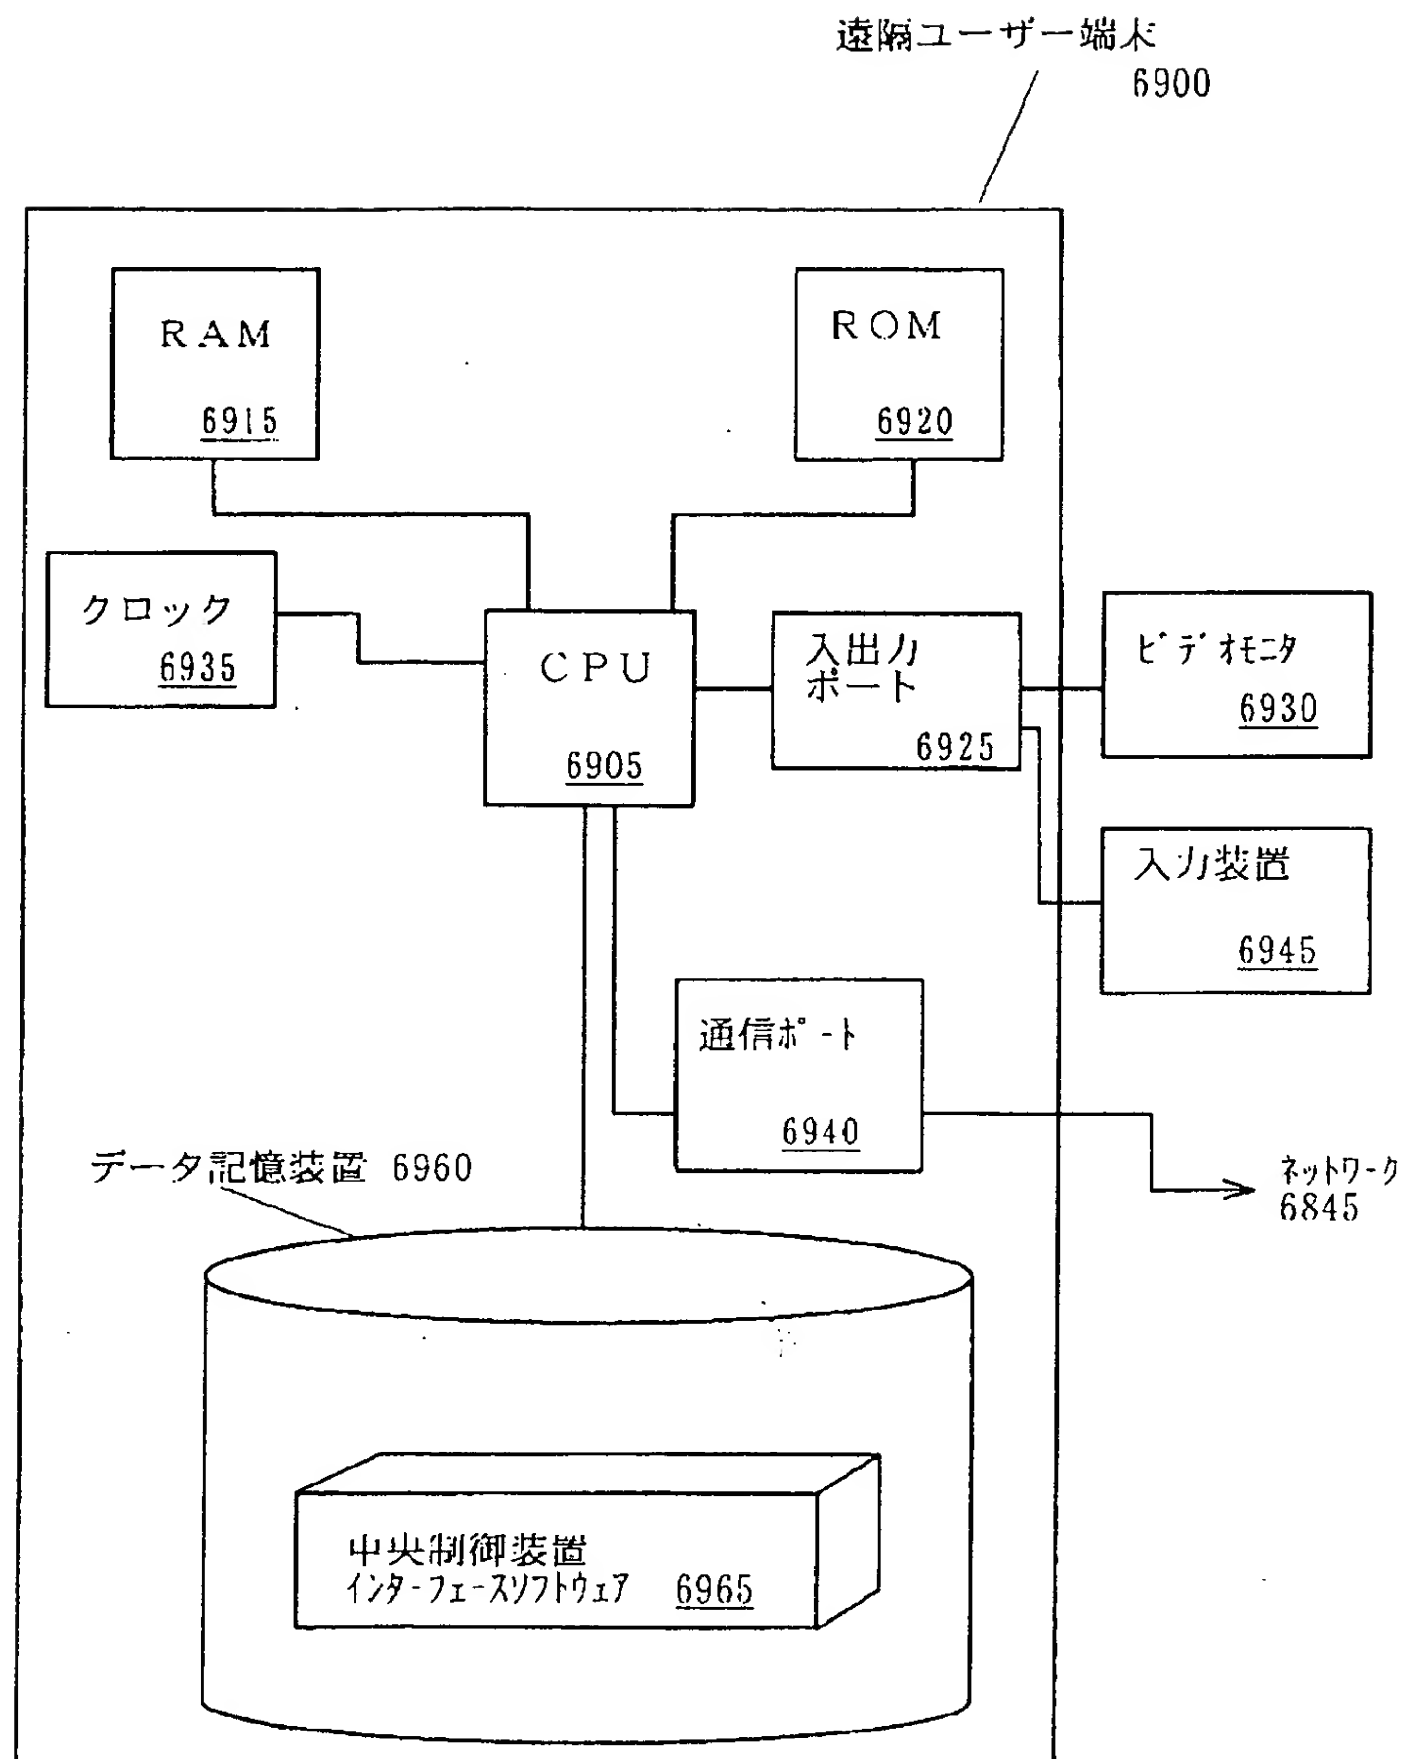 遠隔ユーザー端末
6900
RAM
6915
ROM
6920
クロック
6935
CPU
6905
入出力
ポート
6925
ビデオモニタ
6930
入力装置
6945
通信ポート
6940
データ記憶装置 6960
ネットワーク
6845
中央制御装置
インターフェースソフトウェア 6965